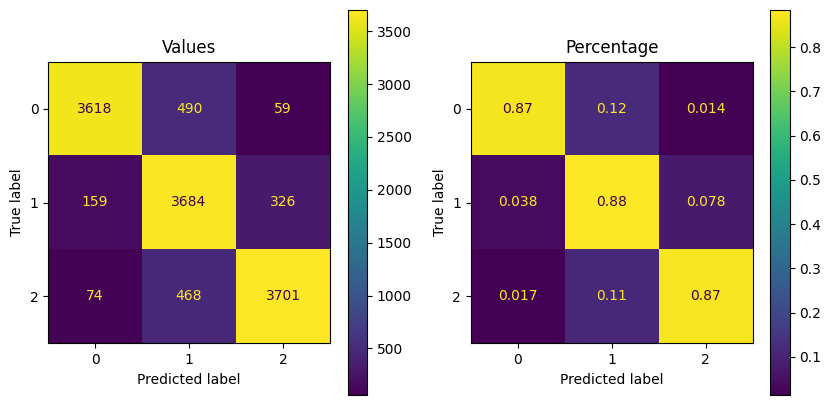 Values
True label
0
1
2
3618 490 59
159 3684 326
74 468 3701
0 1 2
Predicted label
3500
3000
2500
2000
1500
1000
500
Percentage
True label
0
1
2
0.87 0.12 0.014
0.038 0.88 0.078
0.017 0.11 0.87
0 1 2
Predicted label
0.8
0.7
0.6
0.5
0.4
0.3
0.2
0.1